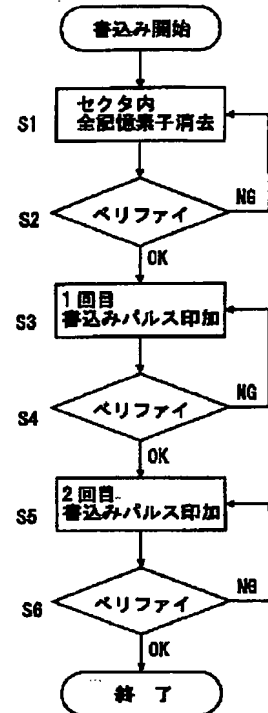 書込み開始
S1
セクタ内
全記憶素子消去
S2
ベリファイ
NG
OK
S3
1回目
書込みパルス印加
S4
ベリファイ
NG
OK
S5
2回目
書込みパルス印加
S6
ベリファイ
NG
OK
終 了